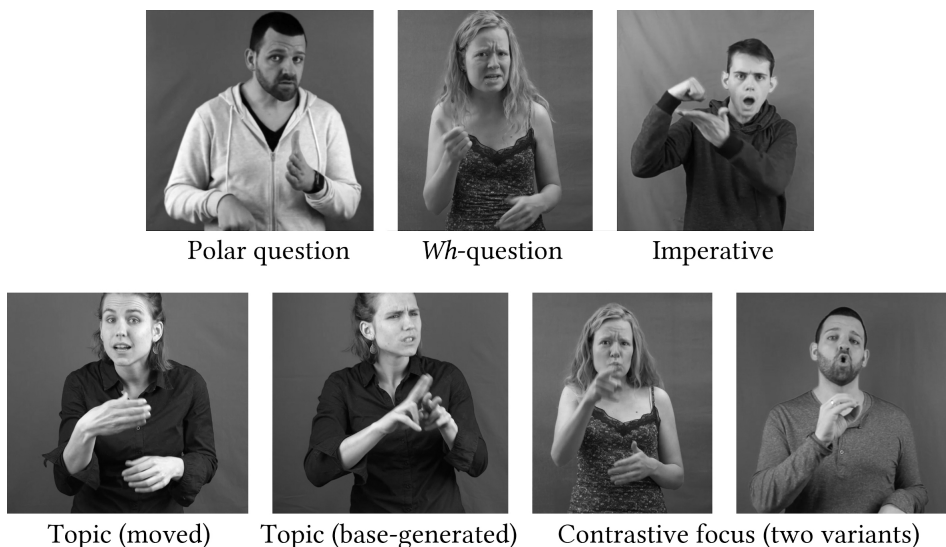 Polar question
Wh-question
Imperative
Topic (moved)
Topic (base-generated)
Contrastive focus (two variants)